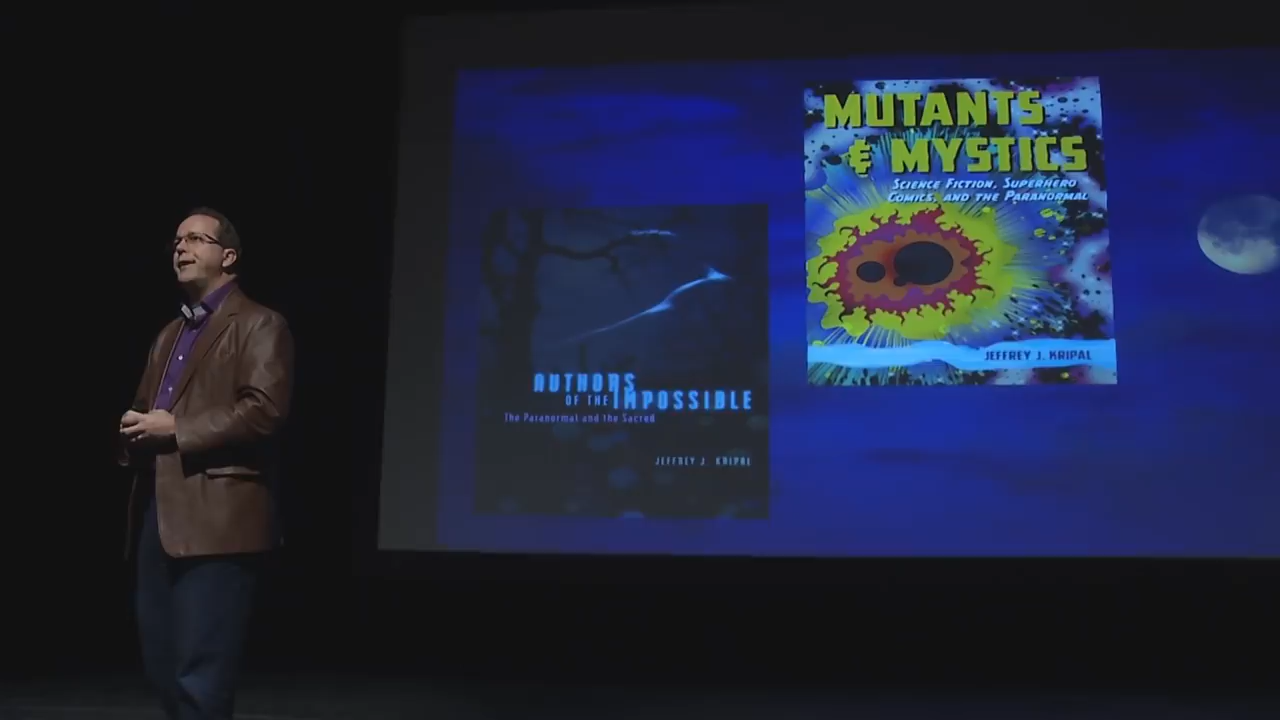 AUTHORS
OF THE IMPOSSIBLE
The Paranormal and the Sacred
JEFFREY J. KRIPAL
MUTANTS
& MYSTICS
SCIENCE FICTION, SUPERHERO
COMICS, AND THE PARANORMAL
JEFFREY J. KRIPAL